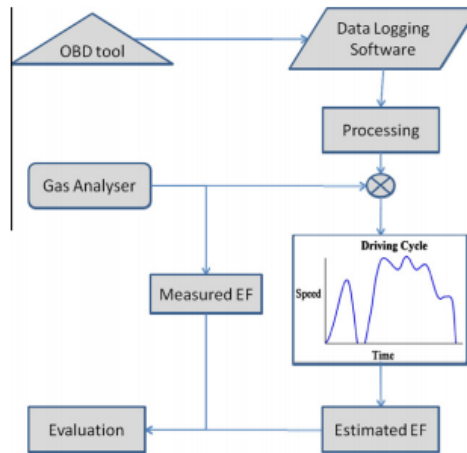 OBD tool
Data Logging
Software
Processing
Gas Analyser
Driving Cycle
Speed
Time
Measured EF
Evaluation
Estimated EF